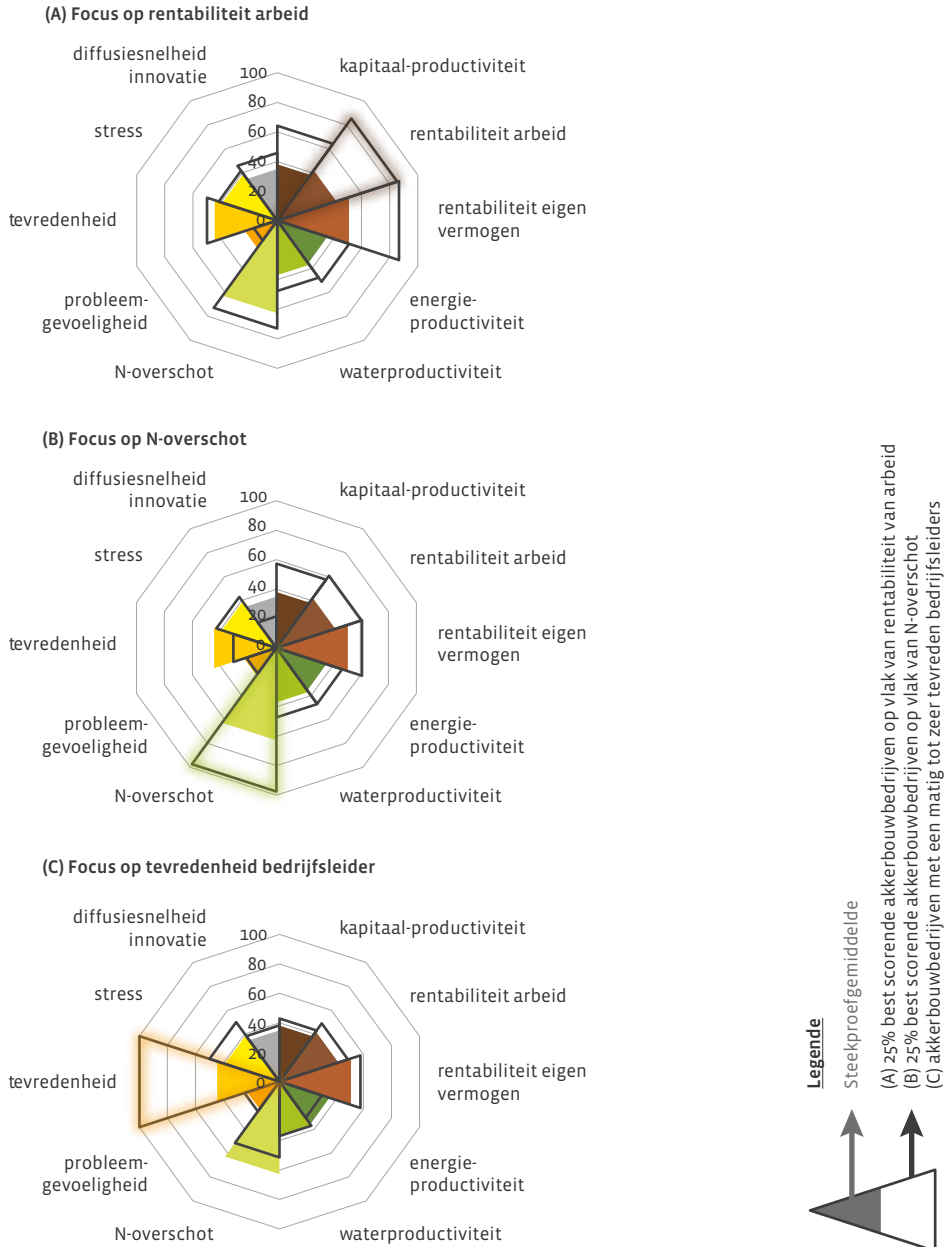 (A) Focus op rentabiliteit arbeid
diffusiesnelheid
innovatie
kapitaal-productiviteit
stress
rentabiliteit arbeid
tevredenheid
rentabiliteit eigen
vermogen
probleem-
gevoeligheid
energie-
productiviteit
N-overschot
waterproductiviteit
100
80
60
40
20
0
(B) Focus op N-overschot
diffusiesnelheid
innovatie
kapitaal-productiviteit
stress
rentabiliteit arbeid
tevredenheid
rentabiliteit eigen
vermogen
probleem-
gevoeligheid
energie-
productiviteit
N-overschot
waterproductiviteit
100
80
60
40
20
0
(C) Focus op tevredenheid bedrijfsleider
diffusiesnelheid
innovatie
kapitaal-productiviteit
stress
rentabiliteit arbeid
tevredenheid
rentabiliteit eigen
vermogen
probleem-
gevoeligheid
energie-
productiviteit
N-overschot
waterproductiviteit
100
80
60
40
20
0
Legende
Steekproefgemiddelde
(A) 25% best scorende akkerbouwbedrijven op vlak van rentabiliteit van arbeid
(B) 25% best scorende akkerbouwbedrijven op vlak van N-overschot
(C) akkerbouwbedrijven met een matig tot zeer tevreden bedrijfsleiders